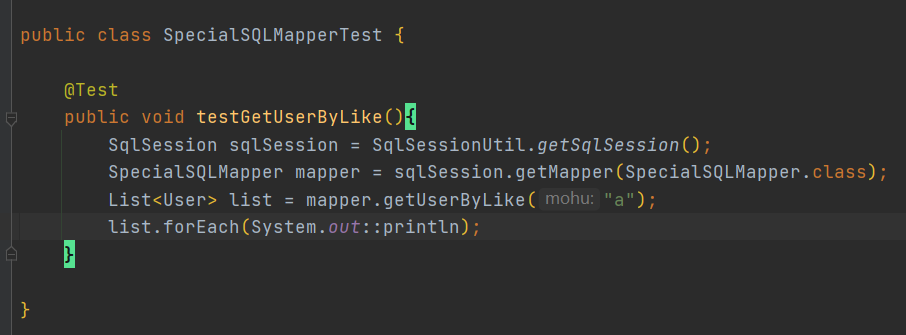 public class SpecialSQLMapperTest {
@Test
public void testGetUserByLike(){
SqlSession sqlSession = SqlSessionUtil.getSqlSession();
SpecialSQLMapper mapper = sqlSession.getMapper(SpecialSQLMapper.class);
List<User> list = mapper.getUserByLike( mohu: "a");
list.forEach(System.out::println);
}
}